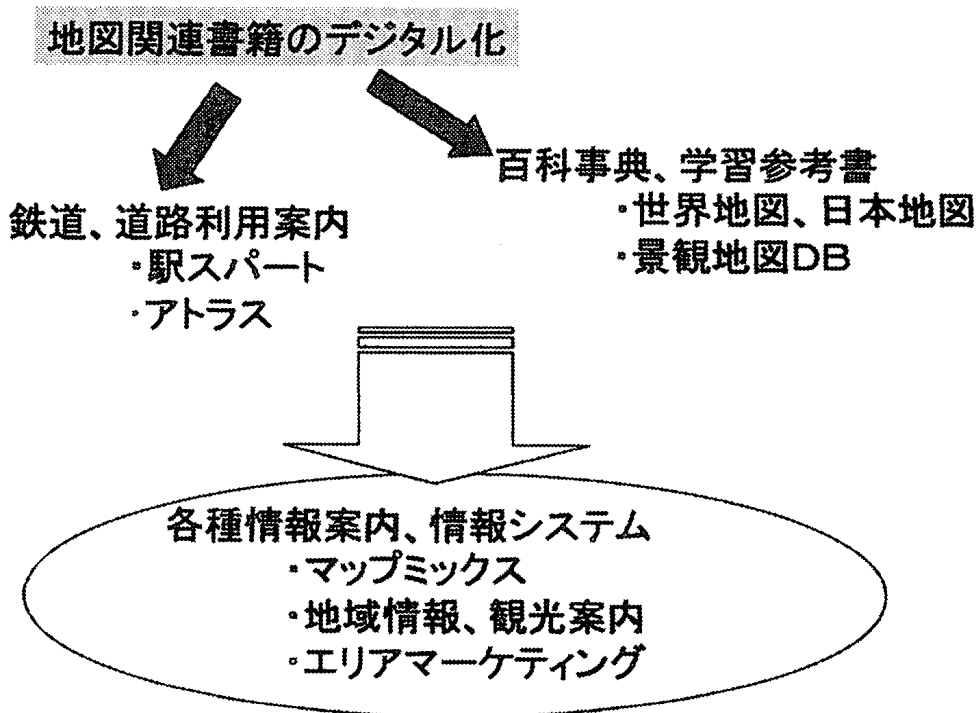 地図関連書籍のデジタル化
鉄道、道路利用案内
・駅スパート
・アトラス
百科事典、学習参考書
・世界地図、日本地図
・景観地図DB
各種情報案内、情報システム
・マップミックス
・地域情報、観光案内
・エリアマーケティング